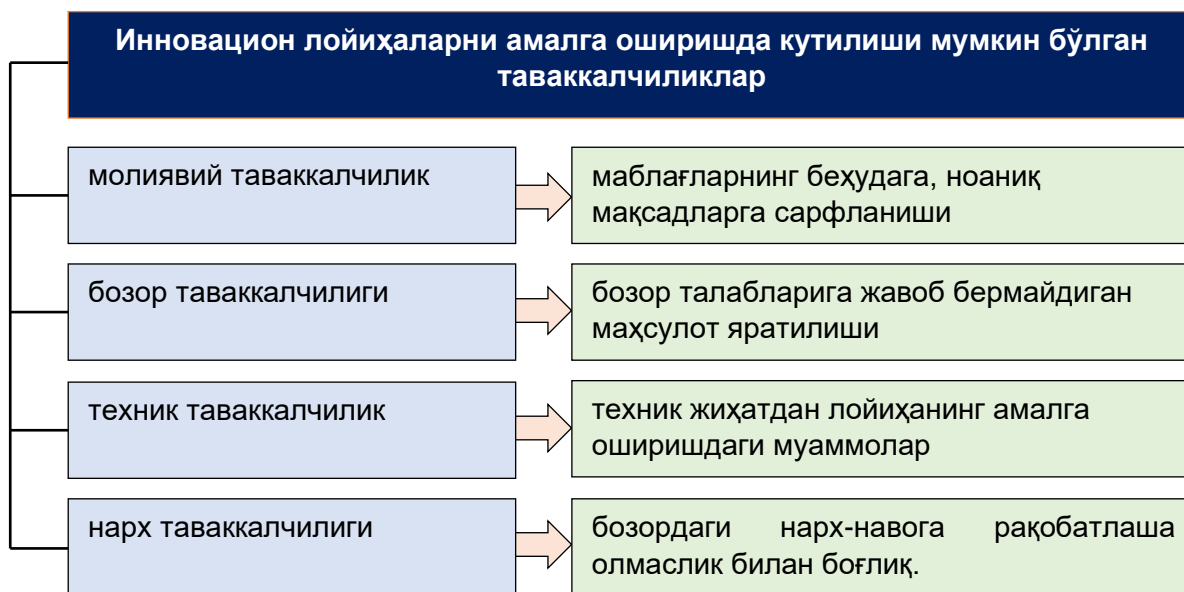 Инновацион лойиҳаларни амалга оширишда кутилиши мумкин бўлган
таваккалчиликлар
молиявий таваккалчилик
маблағларнинг беҳудага, ноаниқ
мақсадларга сарфланиши
бозор таваккалчилиги
бозор талабларига жавоб бермайдиган
маҳсулот яратилиши
техник таваккалчилик
техник жиҳатдан лойиҳанинг амалга
оширишдаги муаммолар
нарх таваккалчилиги
бозордаги нарх-навога рақобатлаша
олмаслик билан боғлиқ.